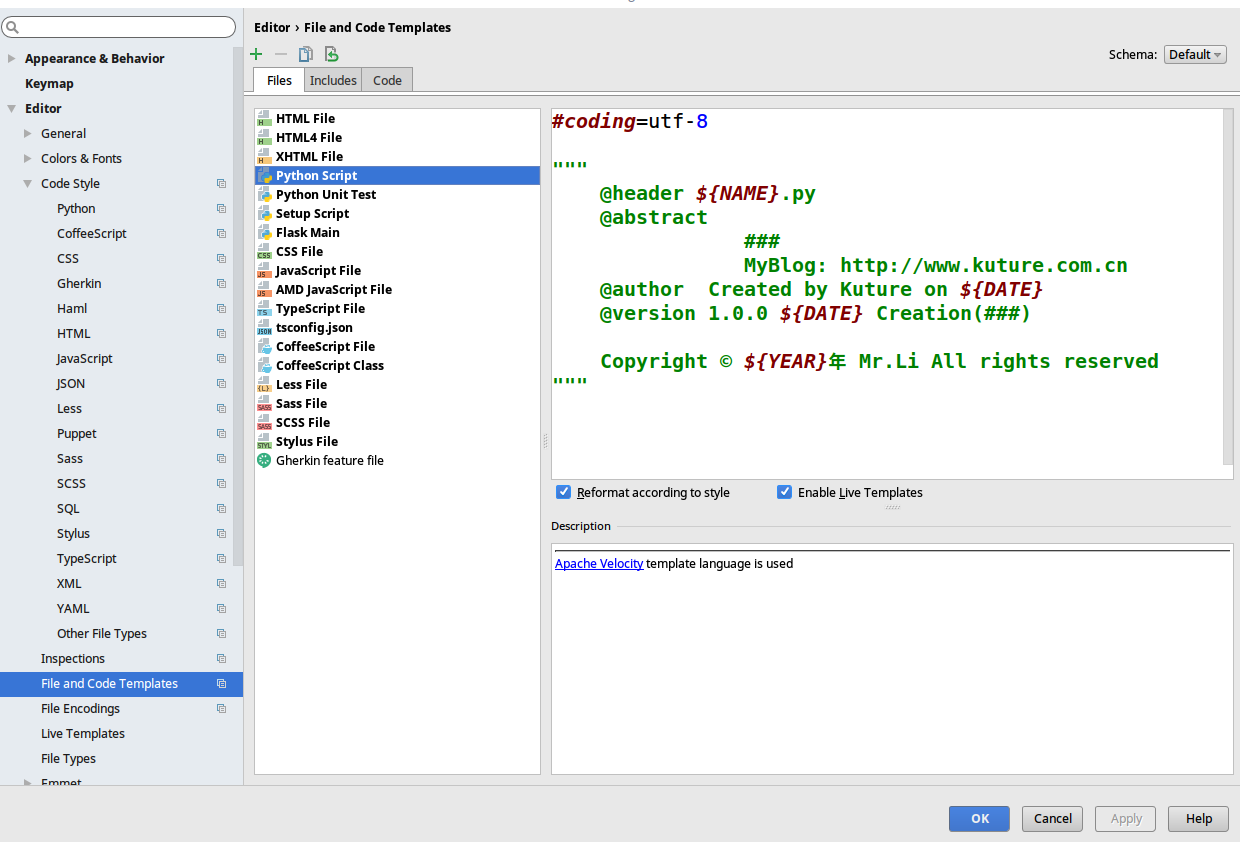 Editor › File and Code Templates
Schema: Default
Files Includes Code
Appearance & Behavior
Keymap
Editor
General
Colors & Fonts
Code Style
Python
CoffeeScript
CSS
Gherkin
Haml
HTML
JavaScript
JSON
Less
Puppet
Sass
SCSS
SQL
Stylus
TypeScript
XML
YAML
Other File Types
Inspections
File and Code Templates
File Encodings
Live Templates
File Types
Emmet
HTML File
HTML4 File
XHTML File
Python Script
Python Unit Test
Setup Script
Flask Main
CSS File
JavaScript File
AMD JavaScript File
TypeScript File
tsconfig.json
CoffeeScript File
CoffeeScript Class
Less File
Sass File
SCSS File
Stylus File
Gherkin feature file
#coding=utf-8
"""
@header ${NAME}.py
@abstract
###
MyBlog: http://www.kuture.com.cn
@author  Created by Kuture on ${DATE}
@version 1.0.0 ${DATE} Creation(###)
Copyright © ${YEAR}年 Mr.Li All rights reserved
"""
Reformat according to style Enable Live Templates
Description
Apache Velocity template language is used
OK Cancel Apply Help